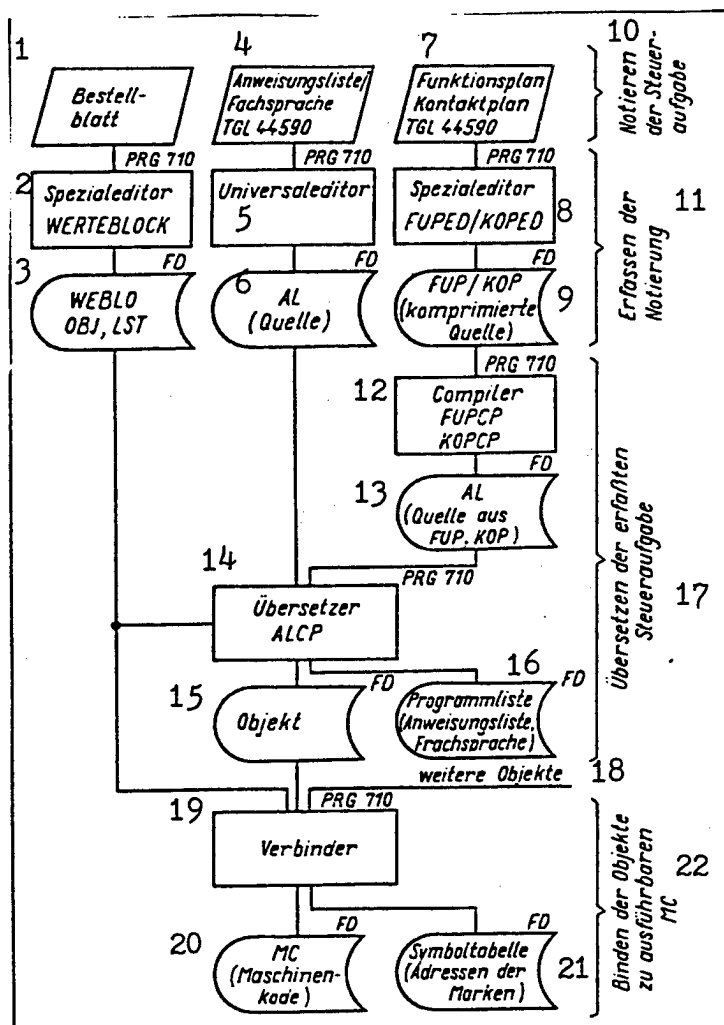 1
Bestell-
blatt
4
Anweisungsliste/
Fachsprache
TGL 44590
7
Funktionsplan
Kontaktplan
TGL 44590
10
Notieren
der Steuer-
aufgabe
PRG 710
PRG 710
PRG 710
2
Spezialeditor
WERTEBLOCK
Universaleditor
5
Spezialeditor
FUPED/KOPED
8
11
Erfassen der
Notierung
FD
FD
FD
3
WEBLO
OBJ, LST
6
AL
(Quelle)
FUP/KOP
(komprimierte
Quelle)
9
PRG 710
12
Compiler
FUPCP
KOPCP
FD
13
AL
(Quelle aus
FUP, KOP)
14
PRG 710
Übersetzer
ALCP
17
Übersetzen der erfaßten
Steueraufgabe
15
FD
16
FD
Objekt
Programmliste
(Anweisungsliste,
Frachsprache)
weitere Objekte
18
19
PRG 710
Verbinder
22
Binden der Objekte
zu ausführbaren
MC
20
FD
FD
MC
(Maschinen-
kode)
Symboltabelle
(Adressen der
Marken)
21